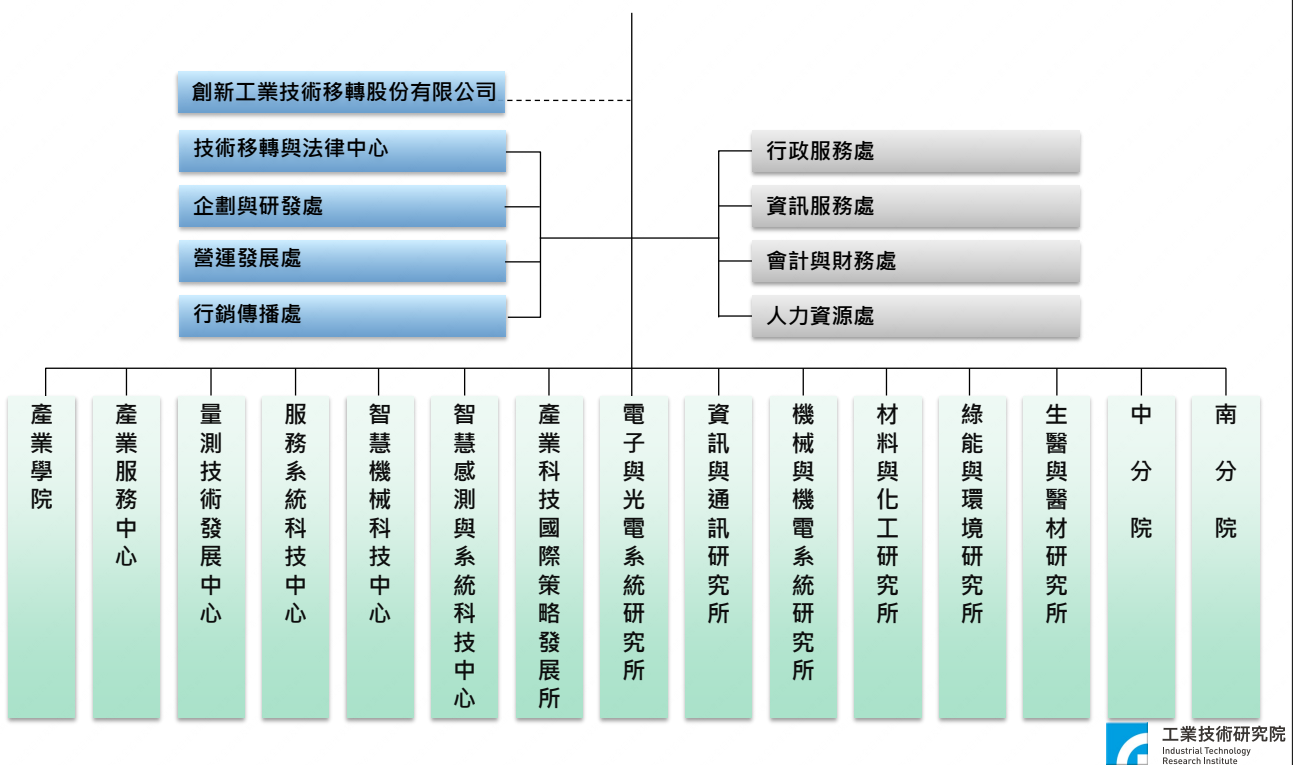 創新工業技術移轉股份有限公司
技術移轉與法律中心
企劃與研發處
營運發展處
行銷傳播處
行政服務處
資訊服務處
會計與財務處
人力資源處
產業學院
產業服務中心
量測技術發展中心
服務系統科技中心
智慧機械科技中心
智慧感測與系統科技中心
產業科技國際策略發展所
電子與光電系統研究所
資訊與通訊研究所
機械與機電系統研究所
材料與化工研究所
綠能與環境研究所
生醫與醫材研究所
中分院
南分院
工業技術研究院
Industrial Technology
Research Institute